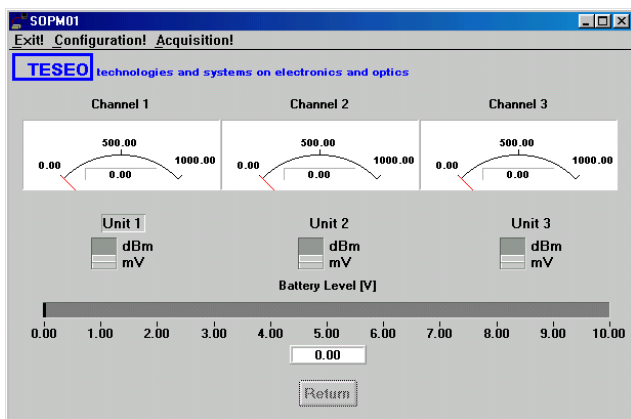 SOPM01
Exit! Configuration! Acquisition!
TESEO technologies and systems on electronics and optics
Channel 1 Channel 2 Channel 3
500.00 500.00 500.00
0.00 1000.00 0.00 1000.00 0.00 1000.00
0.00 0.00 0.00
Unit 1 Unit 2 Unit 3
dBm dBm dBm
mV mV mV
Battery Level [V]
0.00 1.00 2.00 3.00 4.00 5.00 6.00 7.00 8.00 9.00 10.00
0.00
Return